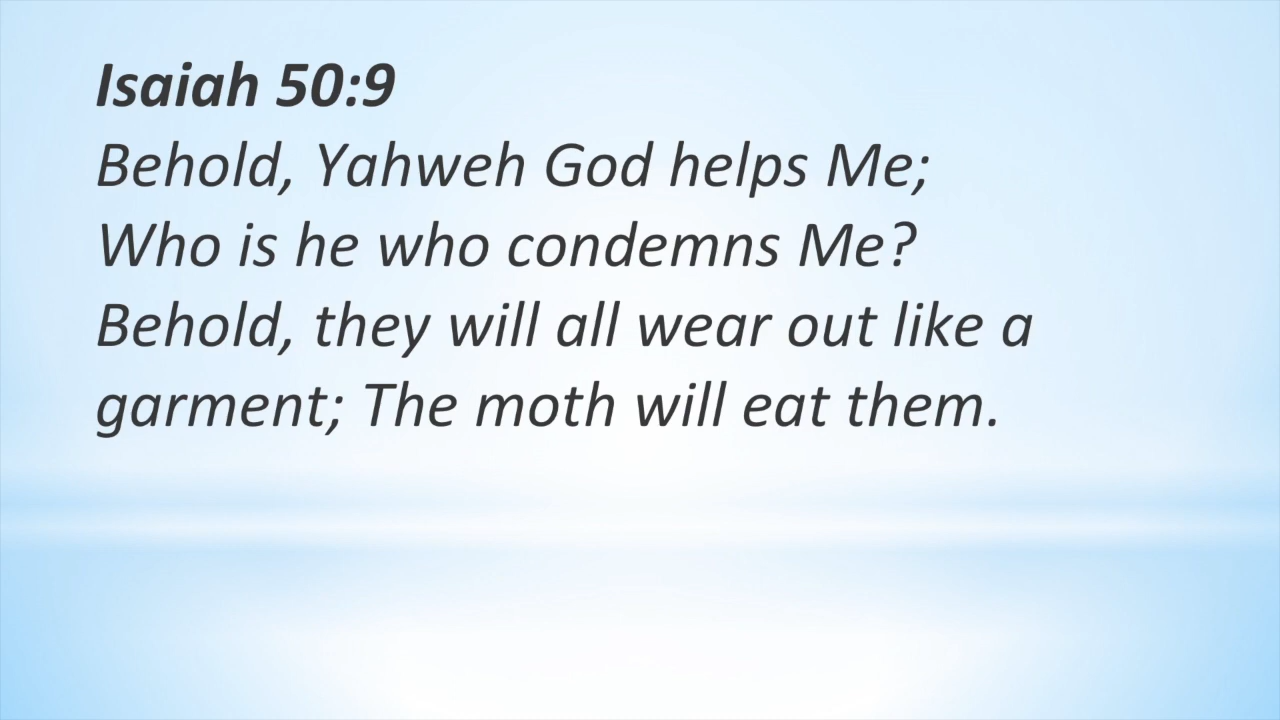 Isaiah 50:9
Behold, Yahweh God helps Me;
Who is he who condemns Me?
Behold, they will all wear out like a
garment; The moth will eat them.